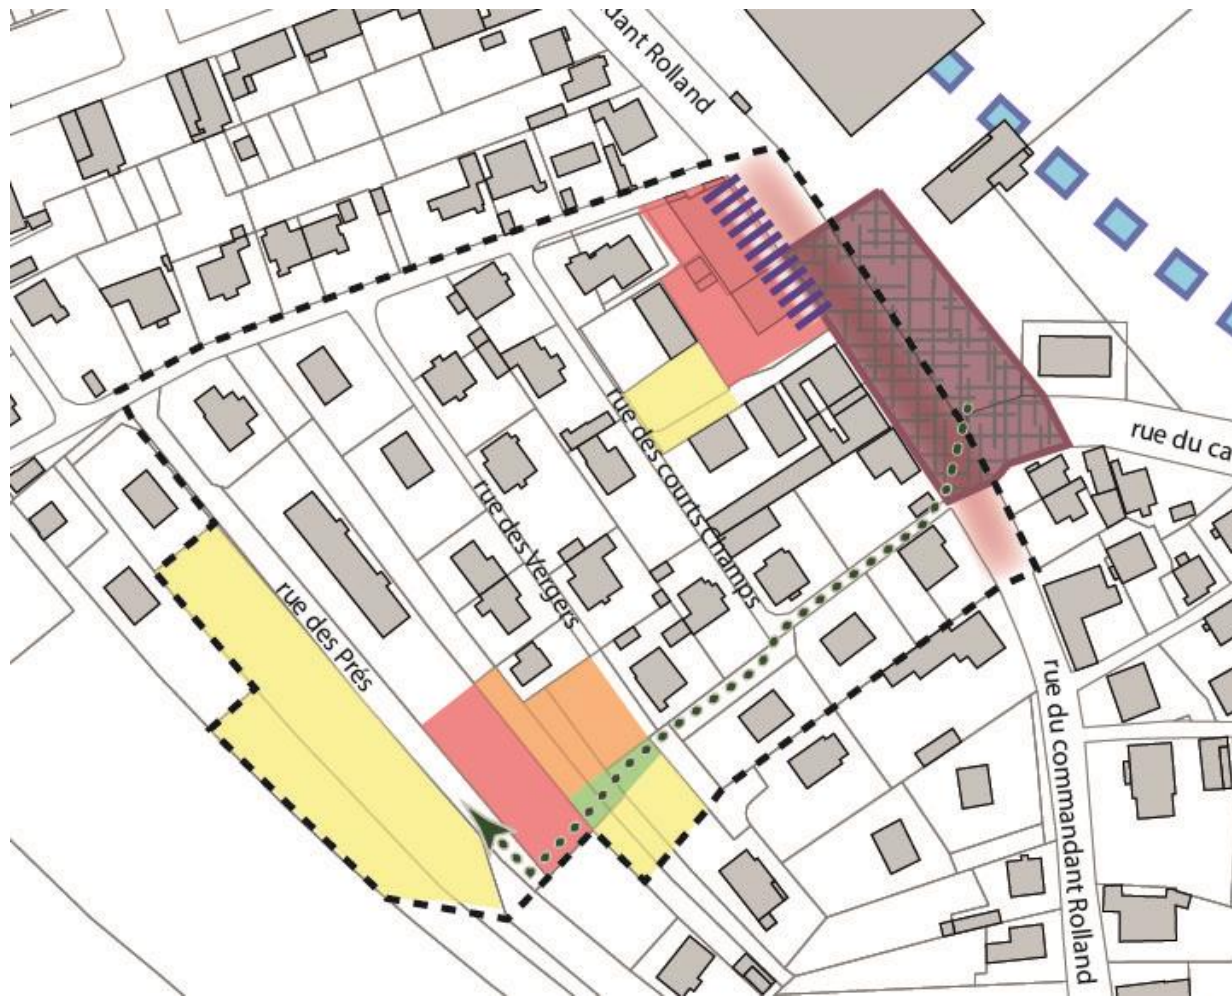 dant Rolland
rue du ca
rue des courts Champs
rue des Vergers
rue des Prés
rue du commandant Rolland